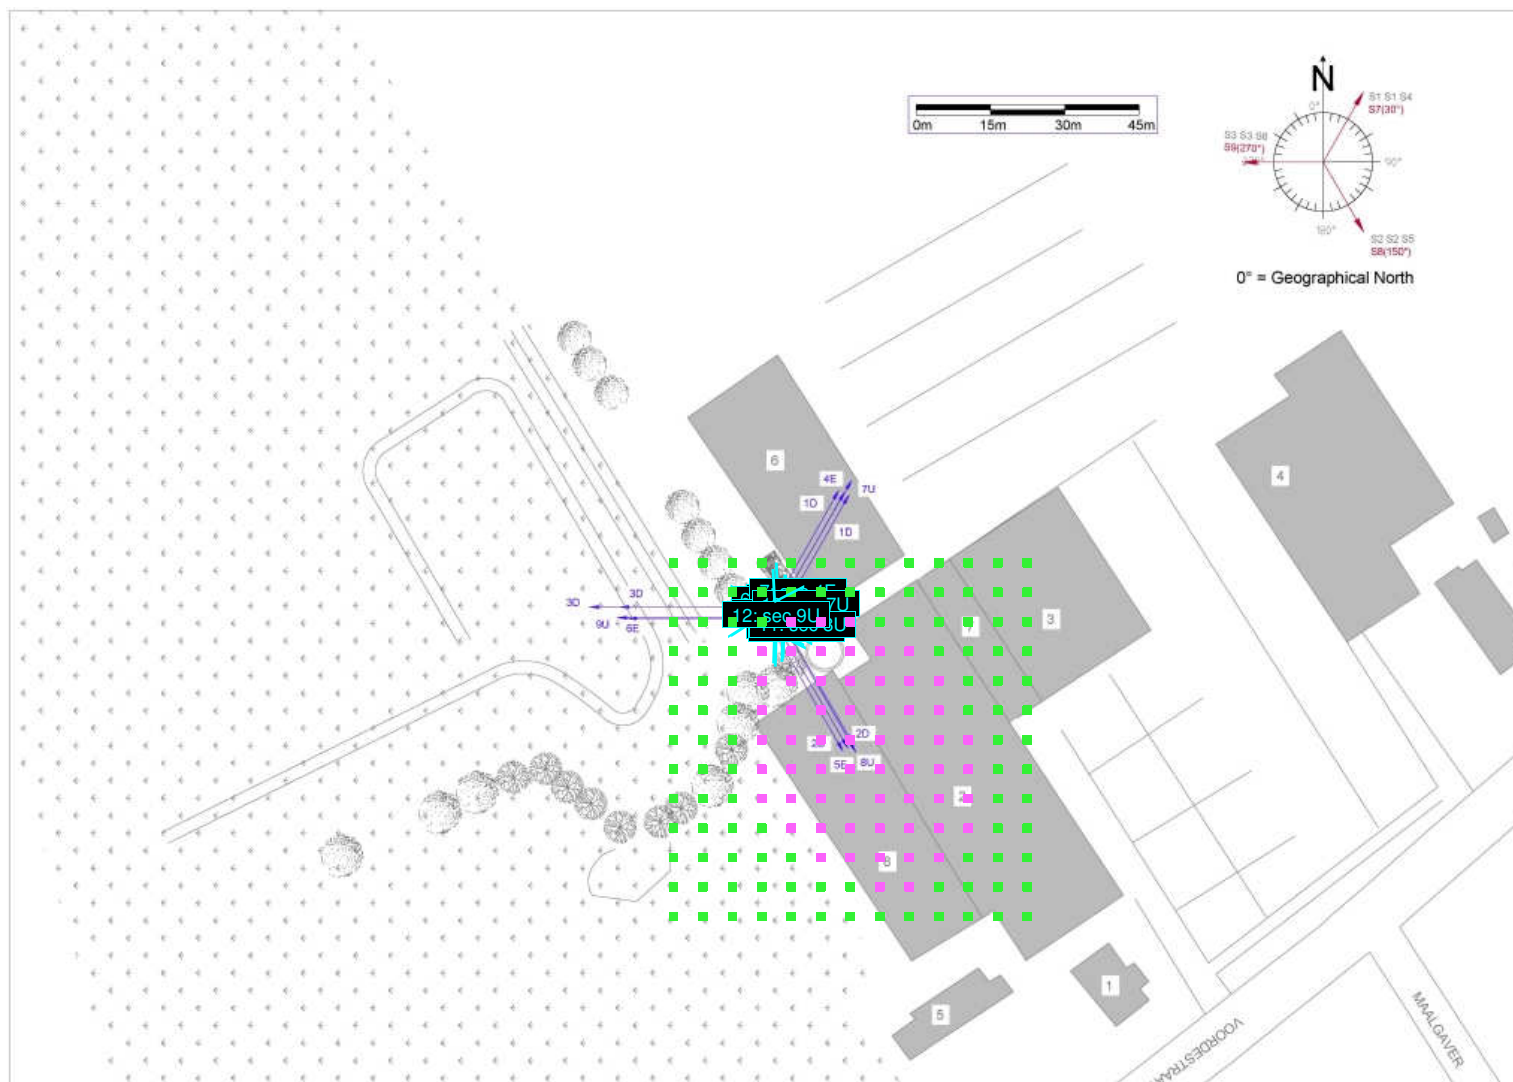 N
0°
S1 S1 S4
S7(30°)
0m 15m 30m 45m
S3 S3 S6
S9(270°)
90°
180°
S2 S2 S5
S8(150°)
0° = Geographical North
6
4
4E
7U
1D
1D
3D
3D
9U
6E
12: sec 9U
7U
7
3
2D
5E
8U
2
8
1
5
VOORDESTRAAT
MAALGAVER